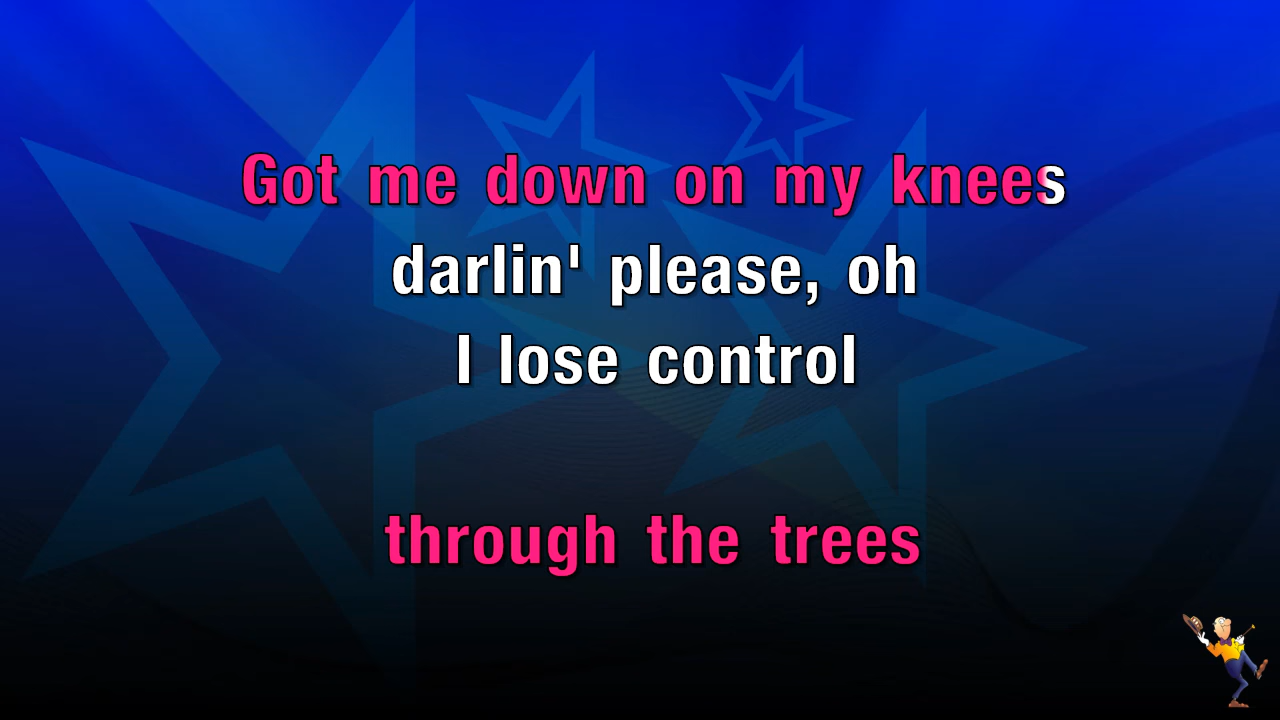 Got me down on my knees
darlin' please, oh
I lose control
through the trees